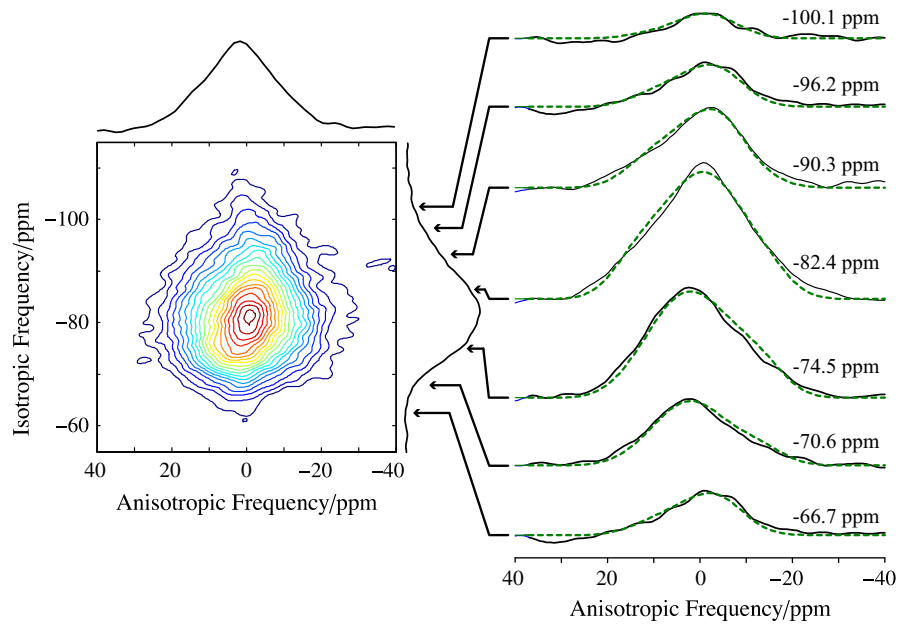 -100.1 ppm
-96.2 ppm
-90.3 ppm
-82.4 ppm
-74.5 ppm
-70.6 ppm
-66.7 ppm
Isotropic Frequency/ppm
−100
−80
−60
40 20 0 −20 −40
Anisotropic Frequency/ppm
40 20 0 −20 −40
Anisotropic Frequency/ppm